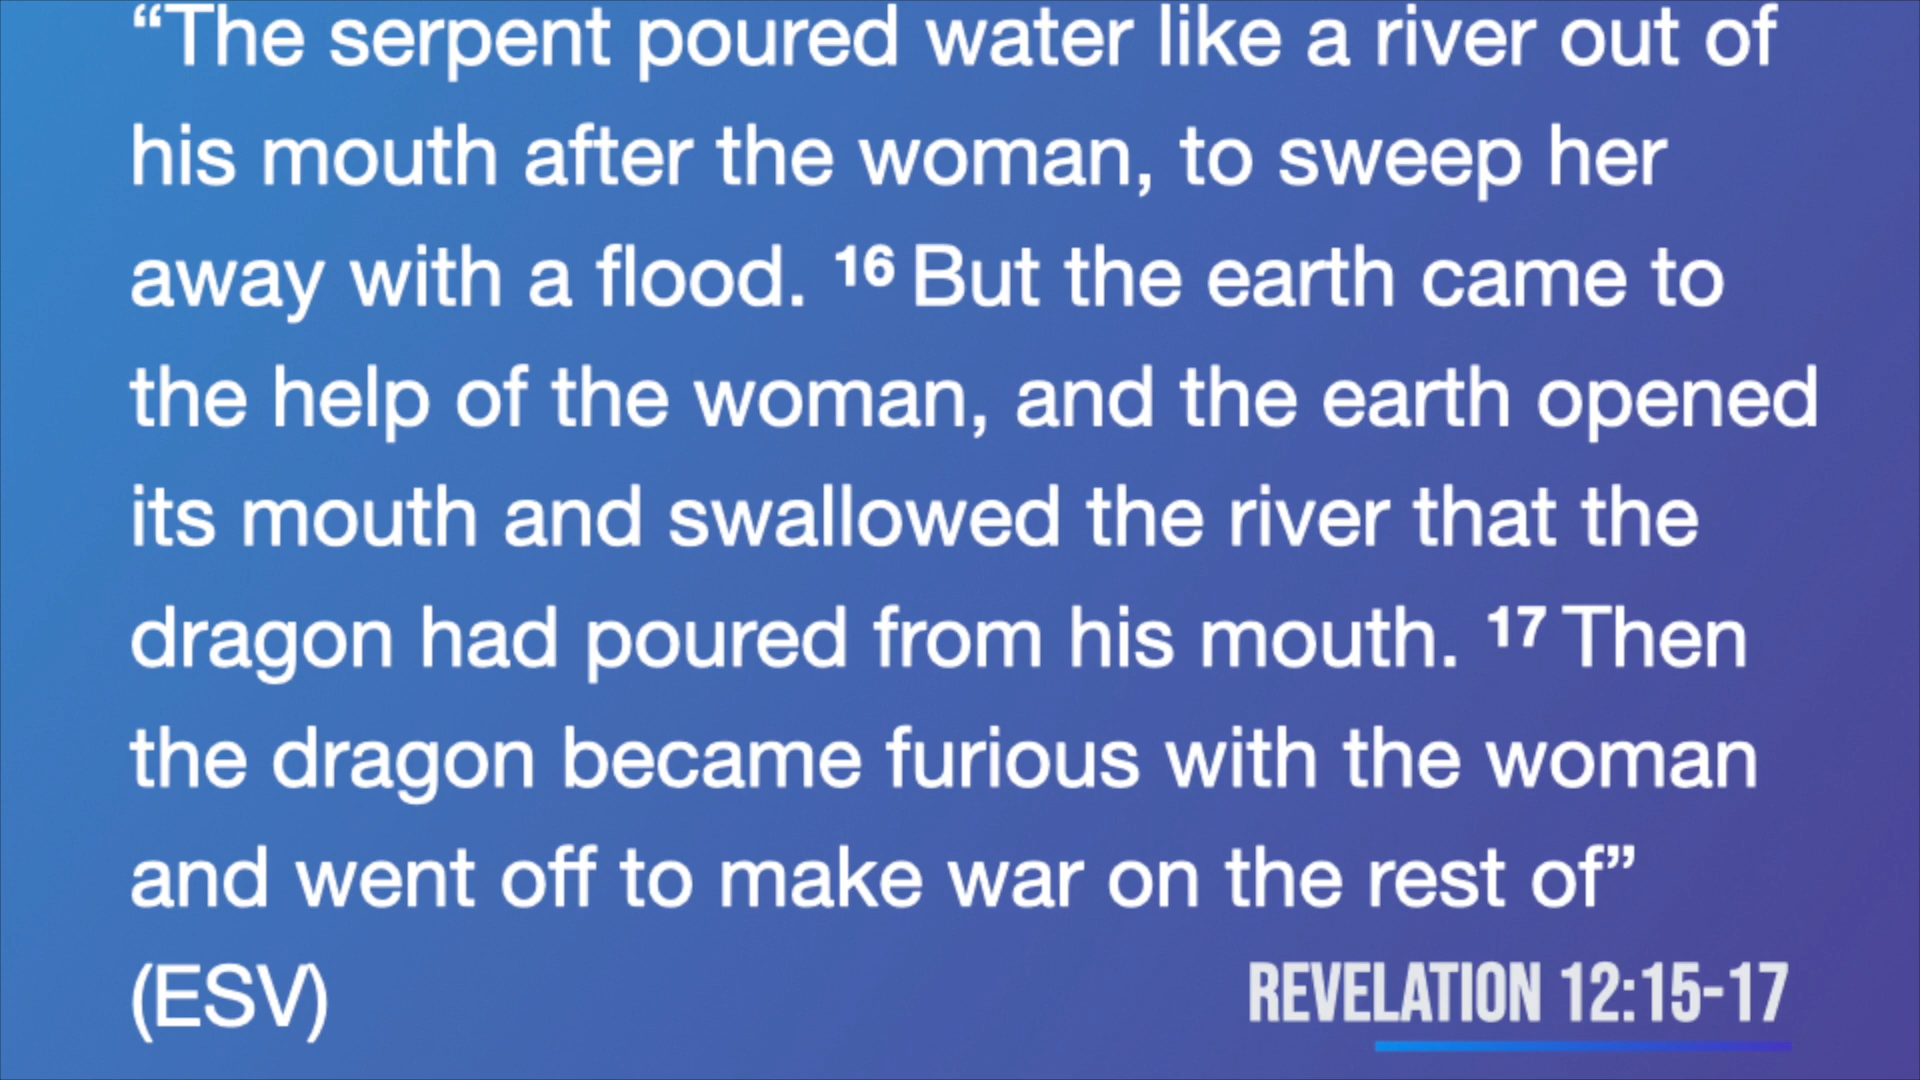 “The serpent poured water like a river out of
his mouth after the woman, to sweep her
away with a flood. 16 But the earth came to
the help of the woman, and the earth opened
its mouth and swallowed the river that the
dragon had poured from his mouth. 17 Then
the dragon became furious with the woman
and went off to make war on the rest of”
(ESV)
REVELATION 12:15-17